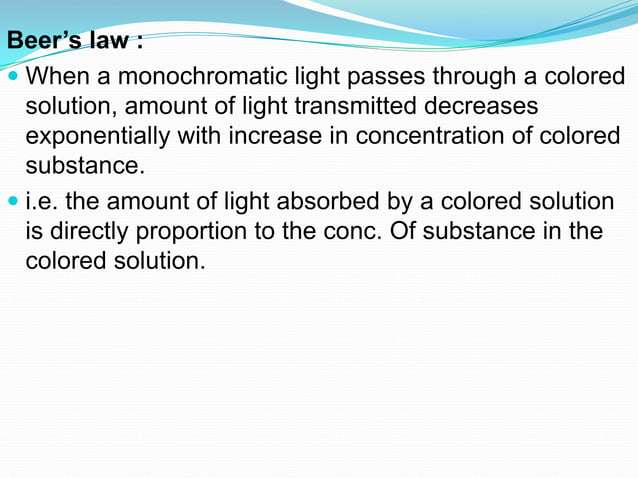 Beer’s law :
When a monochromatic light passes through a colored
solution, amount of light transmitted decreases
exponentially with increase in concentration of colored
substance.
i.e. the amount of light absorbed by a colored solution
is directly proportion to the conc. Of substance in the
colored solution.